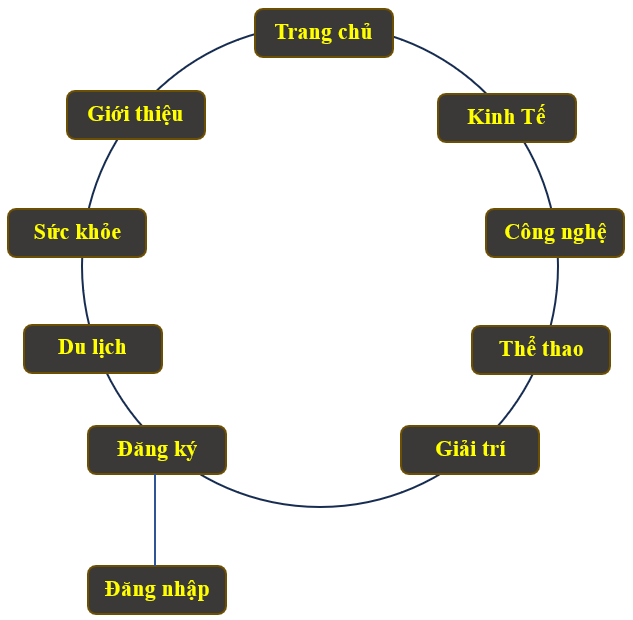 Trang chủ
Giới thiệu
Kinh Tế
Sức khỏe
Công nghệ
Du lịch
Thể thao
Đăng ký
Giải trí
Đăng nhập